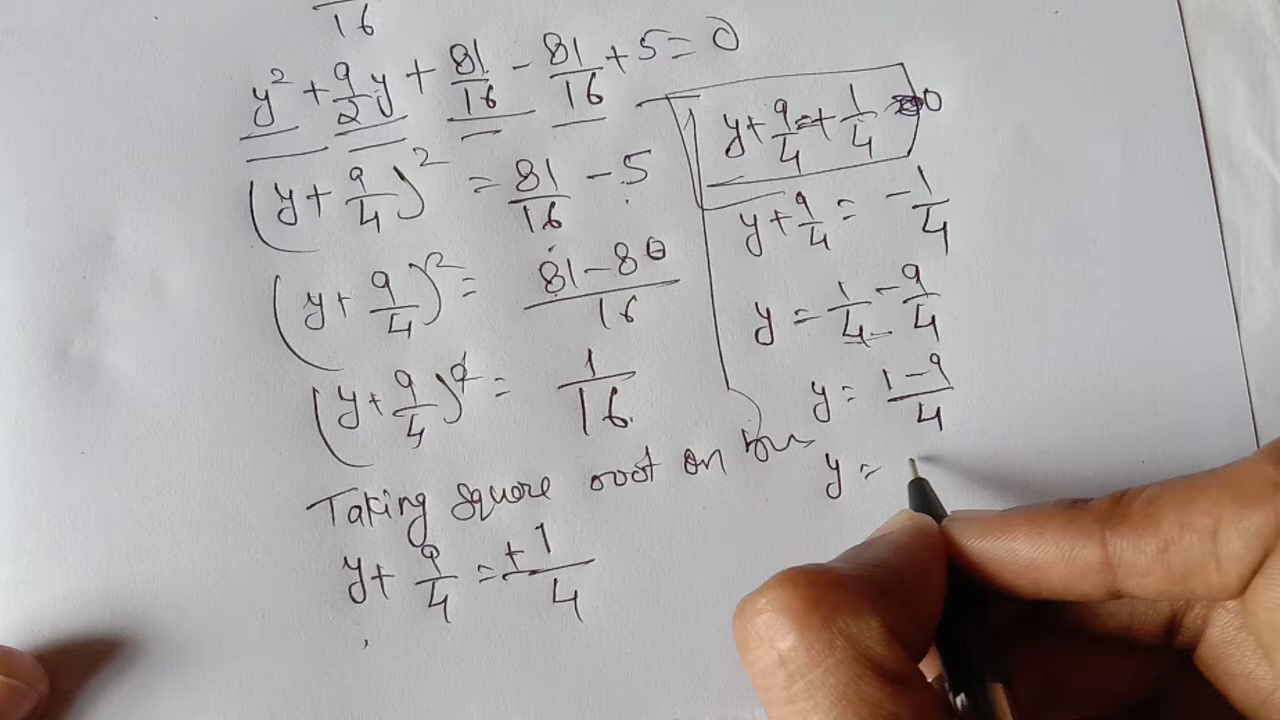 16
y² + 9/2 y + 81/16 - 81/16 + 5 = 0
(y + 9/4)² = 81/16 - 5
(y + 9/4)² = 81 - 80/16
(y + 9/4)² = 1/16
Taking square root on
y + 9/4 = ± 1/4
y + 9/4 = + 1/4 0
y + 9/4 = - 1/4
y = 1/4 - 9/4
y = 1 - 9/4
y =